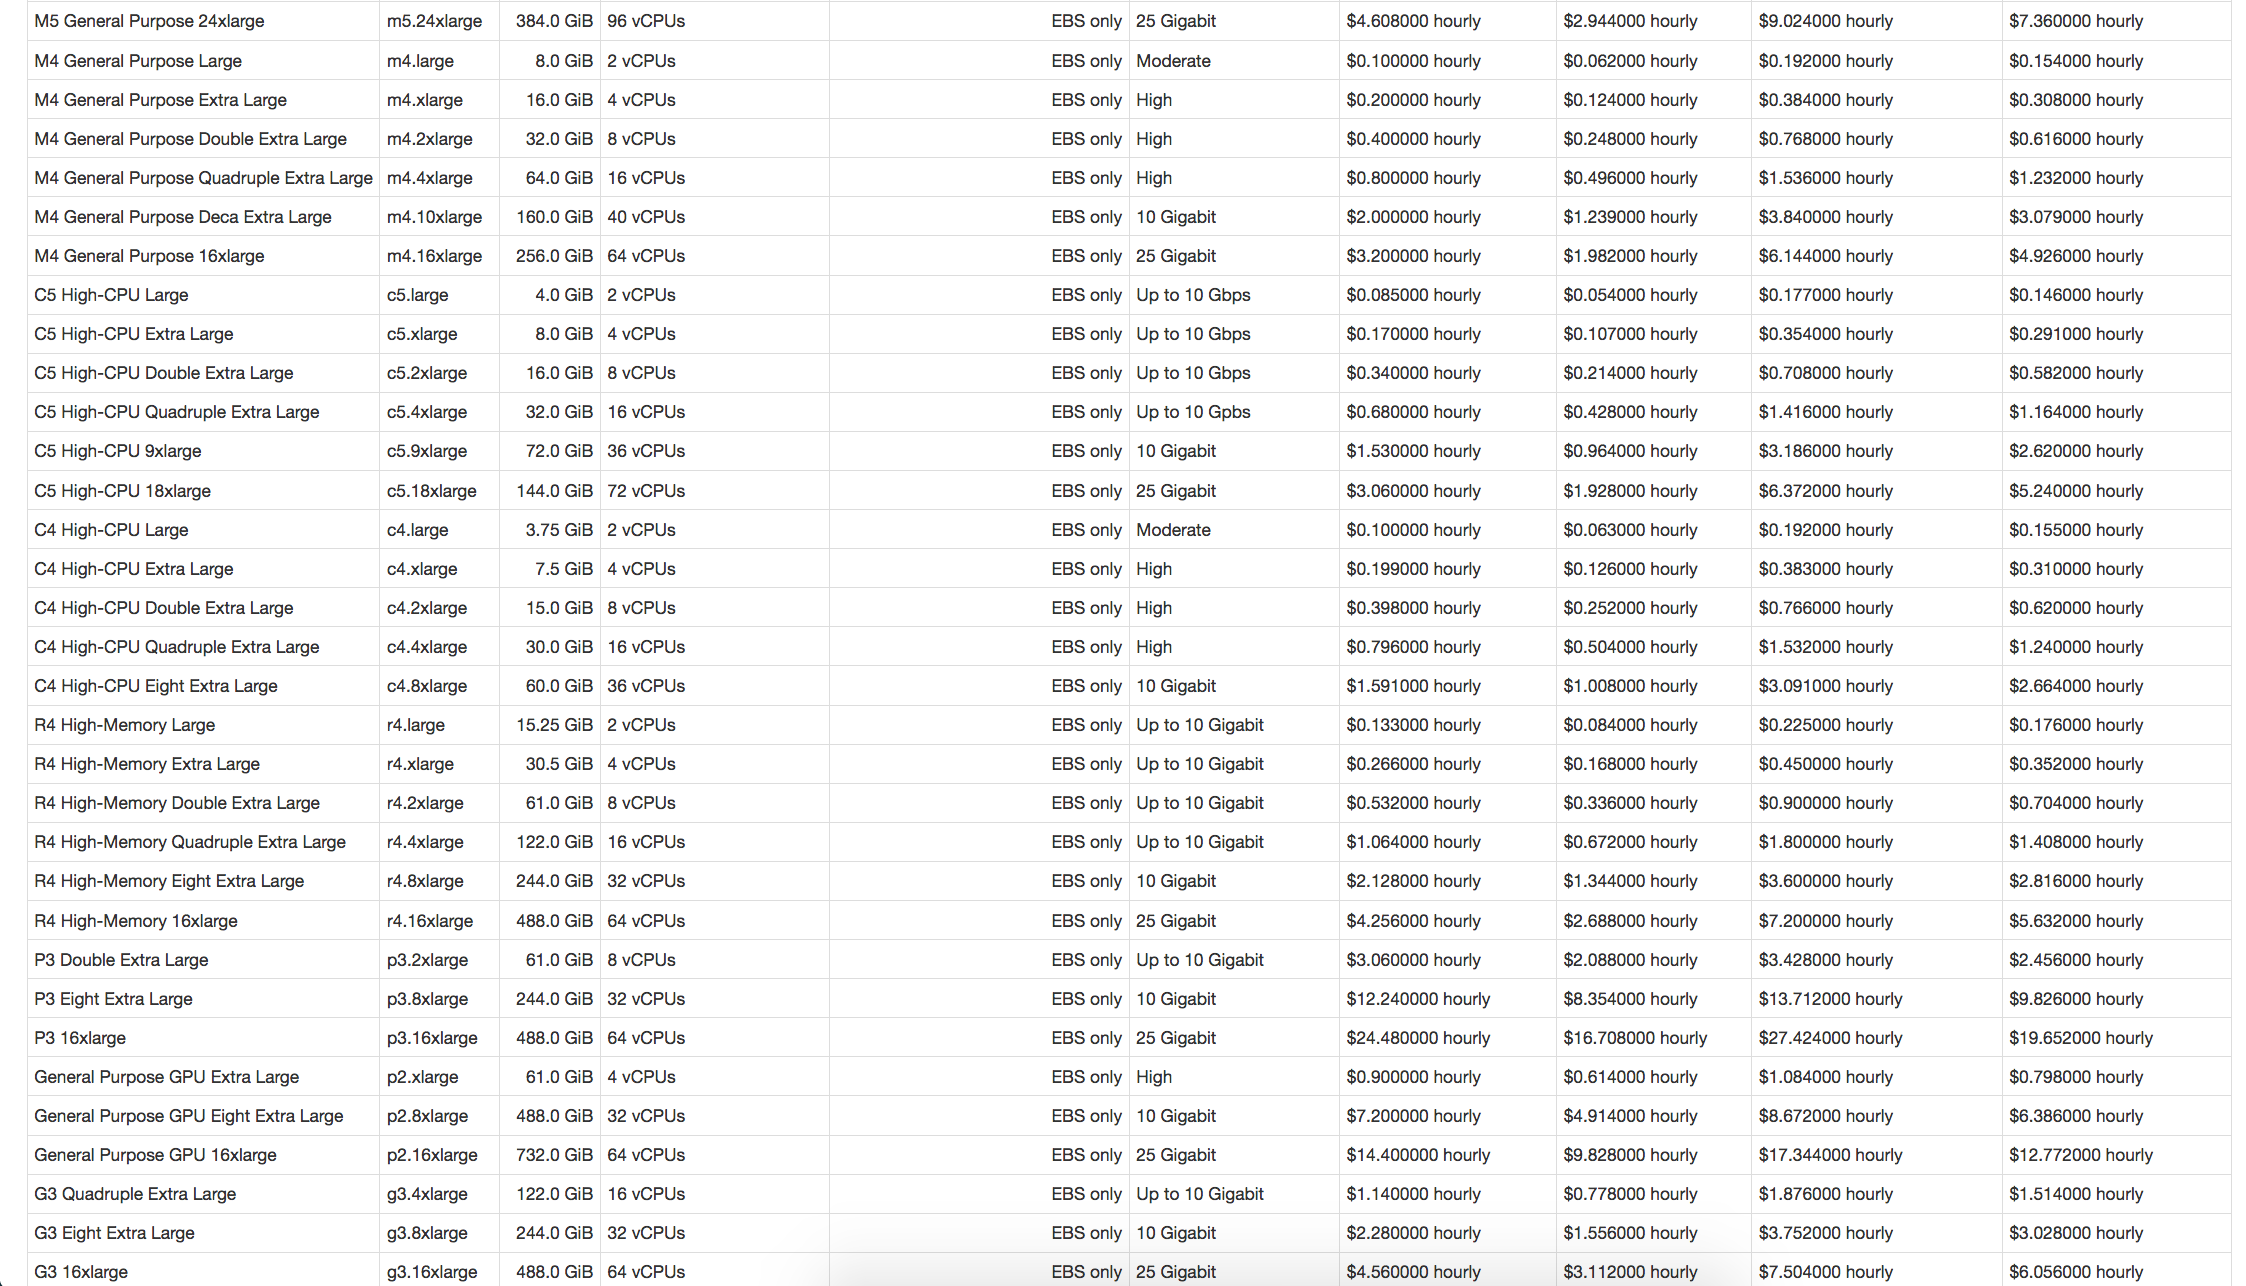 M5 General Purpose 24xlarge m5.24xlarge 384.0 GiB 96 vCPUs EBS only 25 Gigabit $4.608000 hourly $2.944000 hourly $9.024000 hourly $7.360000 hourly
M4 General Purpose Large m4.large 8.0 GiB 2 vCPUs EBS only Moderate $0.100000 hourly $0.062000 hourly $0.192000 hourly $0.154000 hourly
M4 General Purpose Extra Large m4.xlarge 16.0 GiB 4 vCPUs EBS only High $0.200000 hourly $0.124000 hourly $0.384000 hourly $0.308000 hourly
M4 General Purpose Double Extra Large m4.2xlarge 32.0 GiB 8 vCPUs EBS only High $0.400000 hourly $0.248000 hourly $0.768000 hourly $0.616000 hourly
M4 General Purpose Quadruple Extra Large m4.4xlarge 64.0 GiB 16 vCPUs EBS only High $0.800000 hourly $0.496000 hourly $1.536000 hourly $1.232000 hourly
M4 General Purpose Deca Extra Large m4.10xlarge 160.0 GiB 40 vCPUs EBS only 10 Gigabit $2.000000 hourly $1.239000 hourly $3.840000 hourly $3.079000 hourly
M4 General Purpose 16xlarge m4.16xlarge 256.0 GiB 64 vCPUs EBS only 25 Gigabit $3.200000 hourly $1.982000 hourly $6.144000 hourly $4.926000 hourly
C5 High-CPU Large c5.large 4.0 GiB 2 vCPUs EBS only Up to 10 Gbps $0.085000 hourly $0.054000 hourly $0.177000 hourly $0.146000 hourly
C5 High-CPU Extra Large c5.xlarge 8.0 GiB 4 vCPUs EBS only Up to 10 Gbps $0.170000 hourly $0.107000 hourly $0.354000 hourly $0.291000 hourly
C5 High-CPU Double Extra Large c5.2xlarge 16.0 GiB 8 vCPUs EBS only Up to 10 Gbps $0.340000 hourly $0.214000 hourly $0.708000 hourly $0.582000 hourly
C5 High-CPU Quadruple Extra Large c5.4xlarge 32.0 GiB 16 vCPUs EBS only Up to 10 Gpbs $0.680000 hourly $0.428000 hourly $1.416000 hourly $1.164000 hourly
C5 High-CPU 9xlarge c5.9xlarge 72.0 GiB 36 vCPUs EBS only 10 Gigabit $1.530000 hourly $0.964000 hourly $3.186000 hourly $2.620000 hourly
C5 High-CPU 18xlarge c5.18xlarge 144.0 GiB 72 vCPUs EBS only 25 Gigabit $3.060000 hourly $1.928000 hourly $6.372000 hourly $5.240000 hourly
C4 High-CPU Large c4.large 3.75 GiB 2 vCPUs EBS only Moderate $0.100000 hourly $0.063000 hourly $0.192000 hourly $0.155000 hourly
C4 High-CPU Extra Large c4.xlarge 7.5 GiB 4 vCPUs EBS only High $0.199000 hourly $0.126000 hourly $0.383000 hourly $0.310000 hourly
C4 High-CPU Double Extra Large c4.2xlarge 15.0 GiB 8 vCPUs EBS only High $0.398000 hourly $0.252000 hourly $0.766000 hourly $0.620000 hourly
C4 High-CPU Quadruple Extra Large c4.4xlarge 30.0 GiB 16 vCPUs EBS only High $0.796000 hourly $0.504000 hourly $1.532000 hourly $1.240000 hourly
C4 High-CPU Eight Extra Large c4.8xlarge 60.0 GiB 36 vCPUs EBS only 10 Gigabit $1.591000 hourly $1.008000 hourly $3.091000 hourly $2.664000 hourly
R4 High-Memory Large r4.large 15.25 GiB 2 vCPUs EBS only Up to 10 Gigabit $0.133000 hourly $0.084000 hourly $0.225000 hourly $0.176000 hourly
R4 High-Memory Extra Large r4.xlarge 30.5 GiB 4 vCPUs EBS only Up to 10 Gigabit $0.266000 hourly $0.168000 hourly $0.450000 hourly $0.352000 hourly
R4 High-Memory Double Extra Large r4.2xlarge 61.0 GiB 8 vCPUs EBS only Up to 10 Gigabit $0.532000 hourly $0.336000 hourly $0.900000 hourly $0.704000 hourly
R4 High-Memory Quadruple Extra Large r4.4xlarge 122.0 GiB 16 vCPUs EBS only Up to 10 Gigabit $1.064000 hourly $0.672000 hourly $1.800000 hourly $1.408000 hourly
R4 High-Memory Eight Extra Large r4.8xlarge 244.0 GiB 32 vCPUs EBS only 10 Gigabit $2.128000 hourly $1.344000 hourly $3.600000 hourly $2.816000 hourly
R4 High-Memory 16xlarge r4.16xlarge 488.0 GiB 64 vCPUs EBS only 25 Gigabit $4.256000 hourly $2.688000 hourly $7.200000 hourly $5.632000 hourly
P3 Double Extra Large p3.2xlarge 61.0 GiB 8 vCPUs EBS only Up to 10 Gigabit $3.060000 hourly $2.088000 hourly $3.428000 hourly $2.456000 hourly
P3 Eight Extra Large p3.8xlarge 244.0 GiB 32 vCPUs EBS only 10 Gigabit $12.240000 hourly $8.354000 hourly $13.712000 hourly $9.826000 hourly
P3 16xlarge p3.16xlarge 488.0 GiB 64 vCPUs EBS only 25 Gigabit $24.480000 hourly $16.708000 hourly $27.424000 hourly $19.652000 hourly
General Purpose GPU Extra Large p2.xlarge 61.0 GiB 4 vCPUs EBS only High $0.900000 hourly $0.614000 hourly $1.084000 hourly $0.798000 hourly
General Purpose GPU Eight Extra Large p2.8xlarge 488.0 GiB 32 vCPUs EBS only 10 Gigabit $7.200000 hourly $4.914000 hourly $8.672000 hourly $6.386000 hourly
General Purpose GPU 16xlarge p2.16xlarge 732.0 GiB 64 vCPUs EBS only 25 Gigabit $14.400000 hourly $9.828000 hourly $17.344000 hourly $12.772000 hourly
G3 Quadruple Extra Large g3.4xlarge 122.0 GiB 16 vCPUs EBS only Up to 10 Gigabit $1.140000 hourly $0.778000 hourly $1.876000 hourly $1.514000 hourly
G3 Eight Extra Large g3.8xlarge 244.0 GiB 32 vCPUs EBS only 10 Gigabit $2.280000 hourly $1.556000 hourly $3.752000 hourly $3.028000 hourly
G3 16xlarge g3.16xlarge 488.0 GiB 64 vCPUs EBS only 25 Gigabit $4.560000 hourly $3.112000 hourly $7.504000 hourly $6.056000 hourly